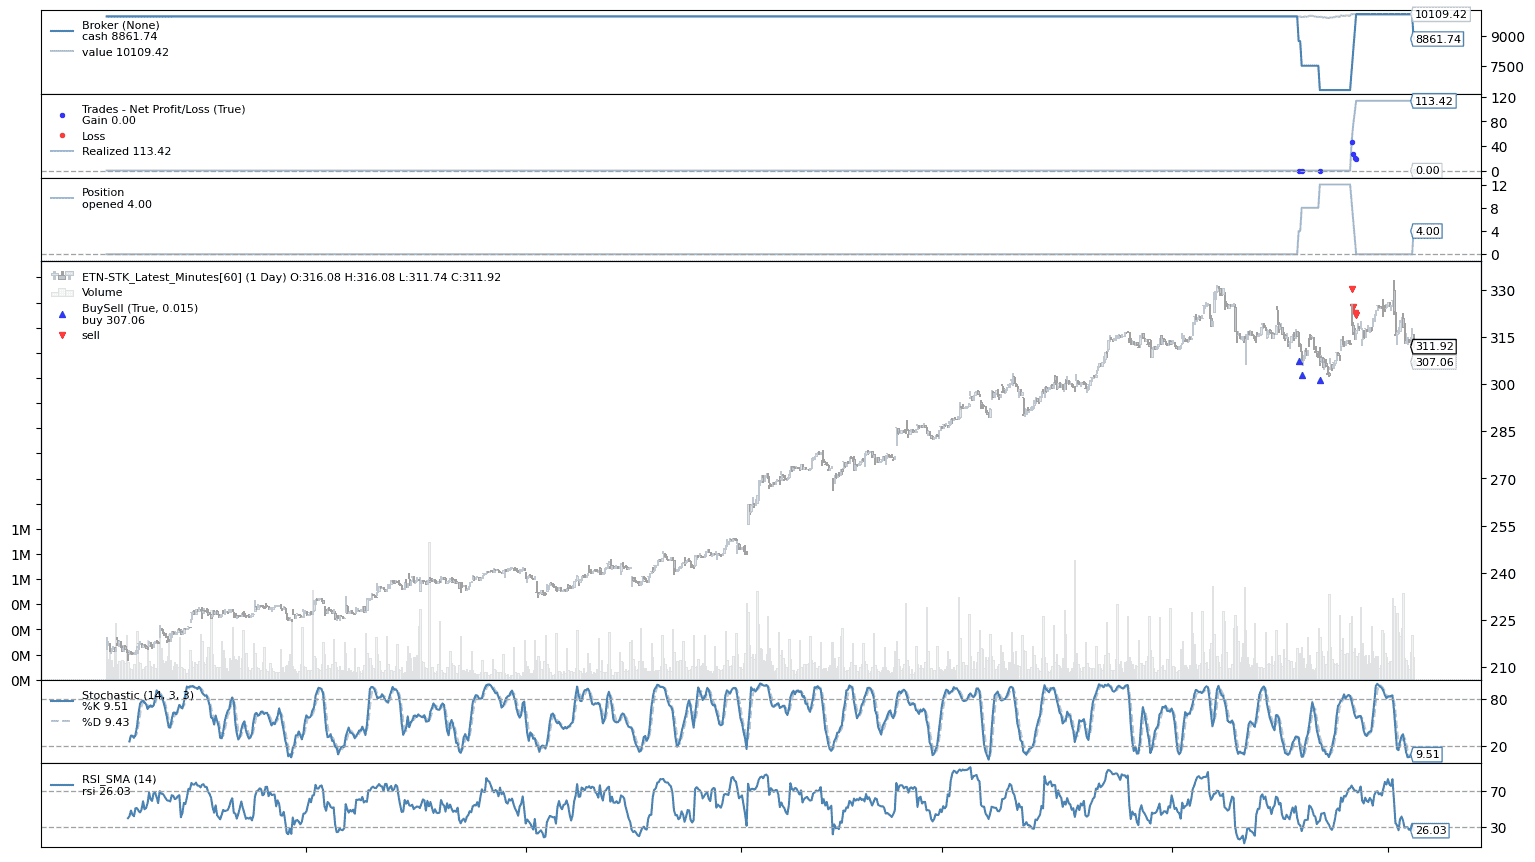 Broker (None)
cash 8861.74
value 10109.42
10109.42
9000
8861.74
7500
Trades - Net Profit/Loss (True)
Gain 0.00
Loss
Realized 113.42
120
113.42
80
40
0.00
0
Position
opened 4.00
12
8
4.00
4
0
ETN-STK_Latest_Minutes[60] (1 Day) O:316.08 H:316.08 L:311.74 C:311.92
Volume
BuySell (True, 0.015)
buy 307.06
sell
330
315
311.92
307.06
300
285
270
255
240
225
210
1M
1M
1M
0M
0M
0M
0M
Stochastic (14, 3, 3)
%K 9.51
%D 9.43
80
20
9.51
RSI_SMA (14)
rsi 26.03
70
30
26.03